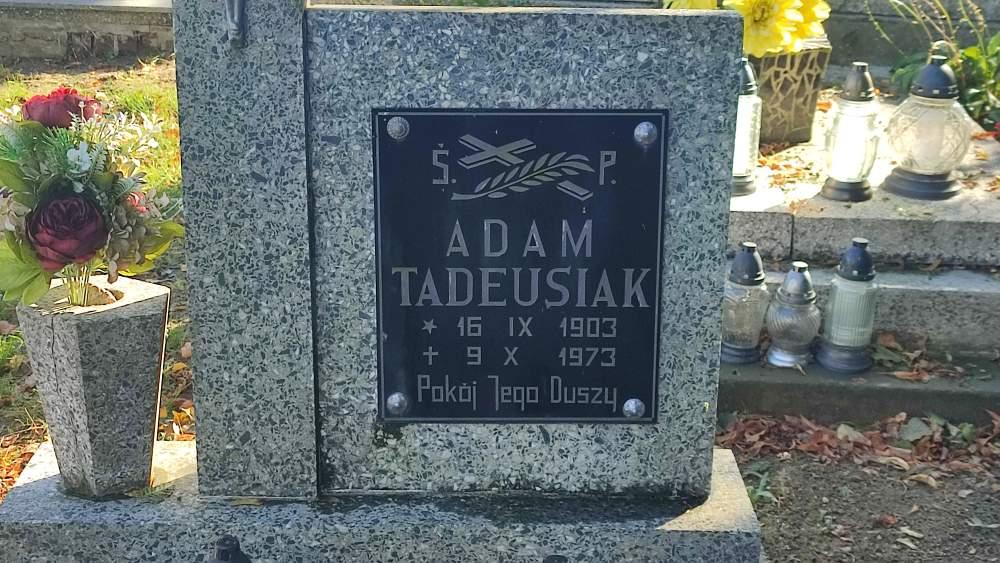 Ś. P.
ADAM
TADEUSIAK
* 16 IX 1903
+ 9 X 1973
Pokój Jego Duszy